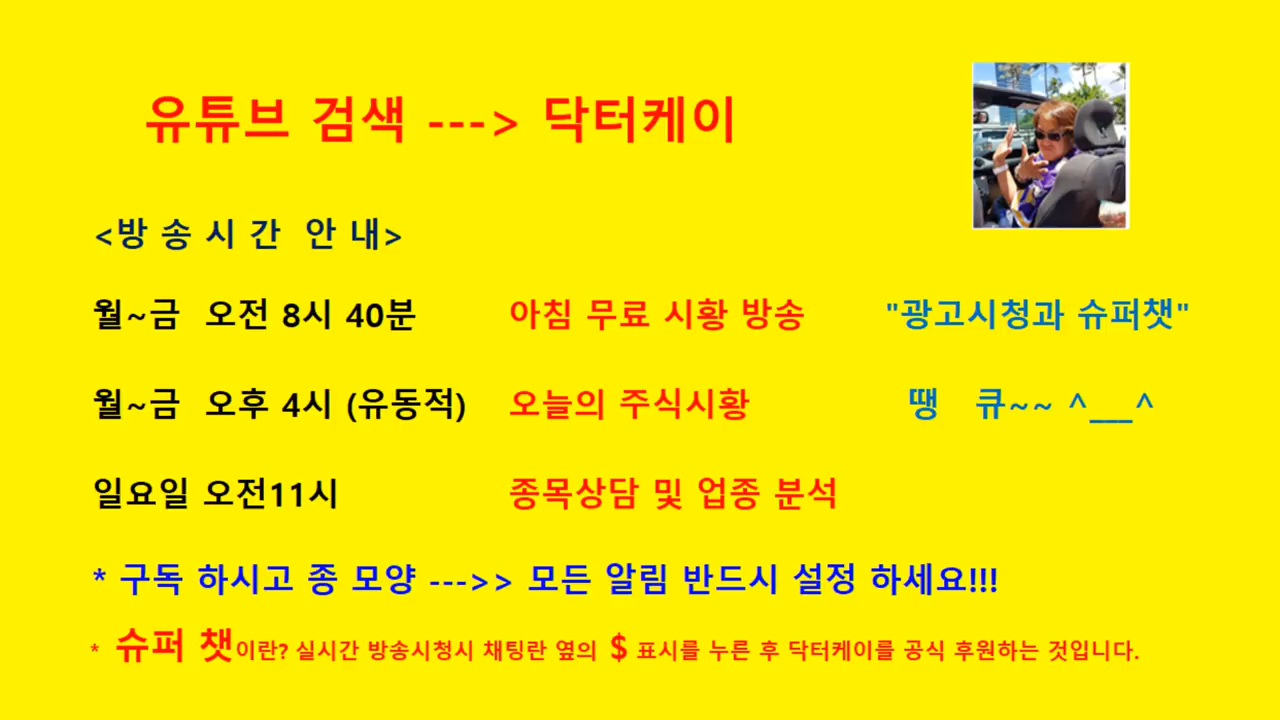 유튜브 검색 ---> 닥터케이
<방 송 시 간 안 내>
월~금 오전 8시 40분 아침 무료 시황 방송 "광고시청과 슈퍼챗"
월~금 오후 4시 (유동적) 오늘의 주식시황 땡 큐~~ ^___^
일요일 오전11시 종목상담 및 업종 분석
* 구독 하시고 종 모양 --->> 모든 알림 반드시 설정 하세요!!!
* 슈퍼 챗이란? 실시간 방송시청시 채팅란 옆의 $ 표시를 누른 후 닥터케이를 공식 후원하는 것입니다.